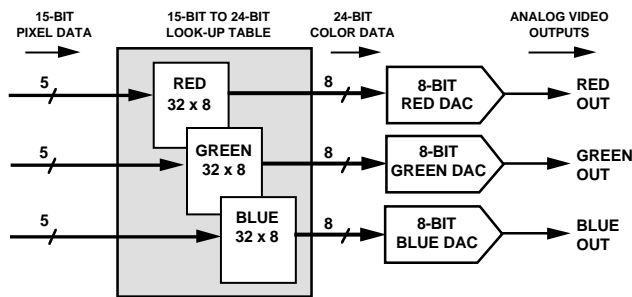 15-BIT
PIXEL DATA
15-BIT TO 24-BIT
LOOK-UP TABLE
24-BIT
COLOR DATA
ANALOG VIDEO
OUTPUTS
5
RED
32 x 8
8
8-BIT
RED DAC
RED
OUT
5
GREEN
32 x 8
8
8-BIT
GREEN DAC
GREEN
OUT
5
BLUE
32 x 8
8
8-BIT
BLUE DAC
BLUE
OUT